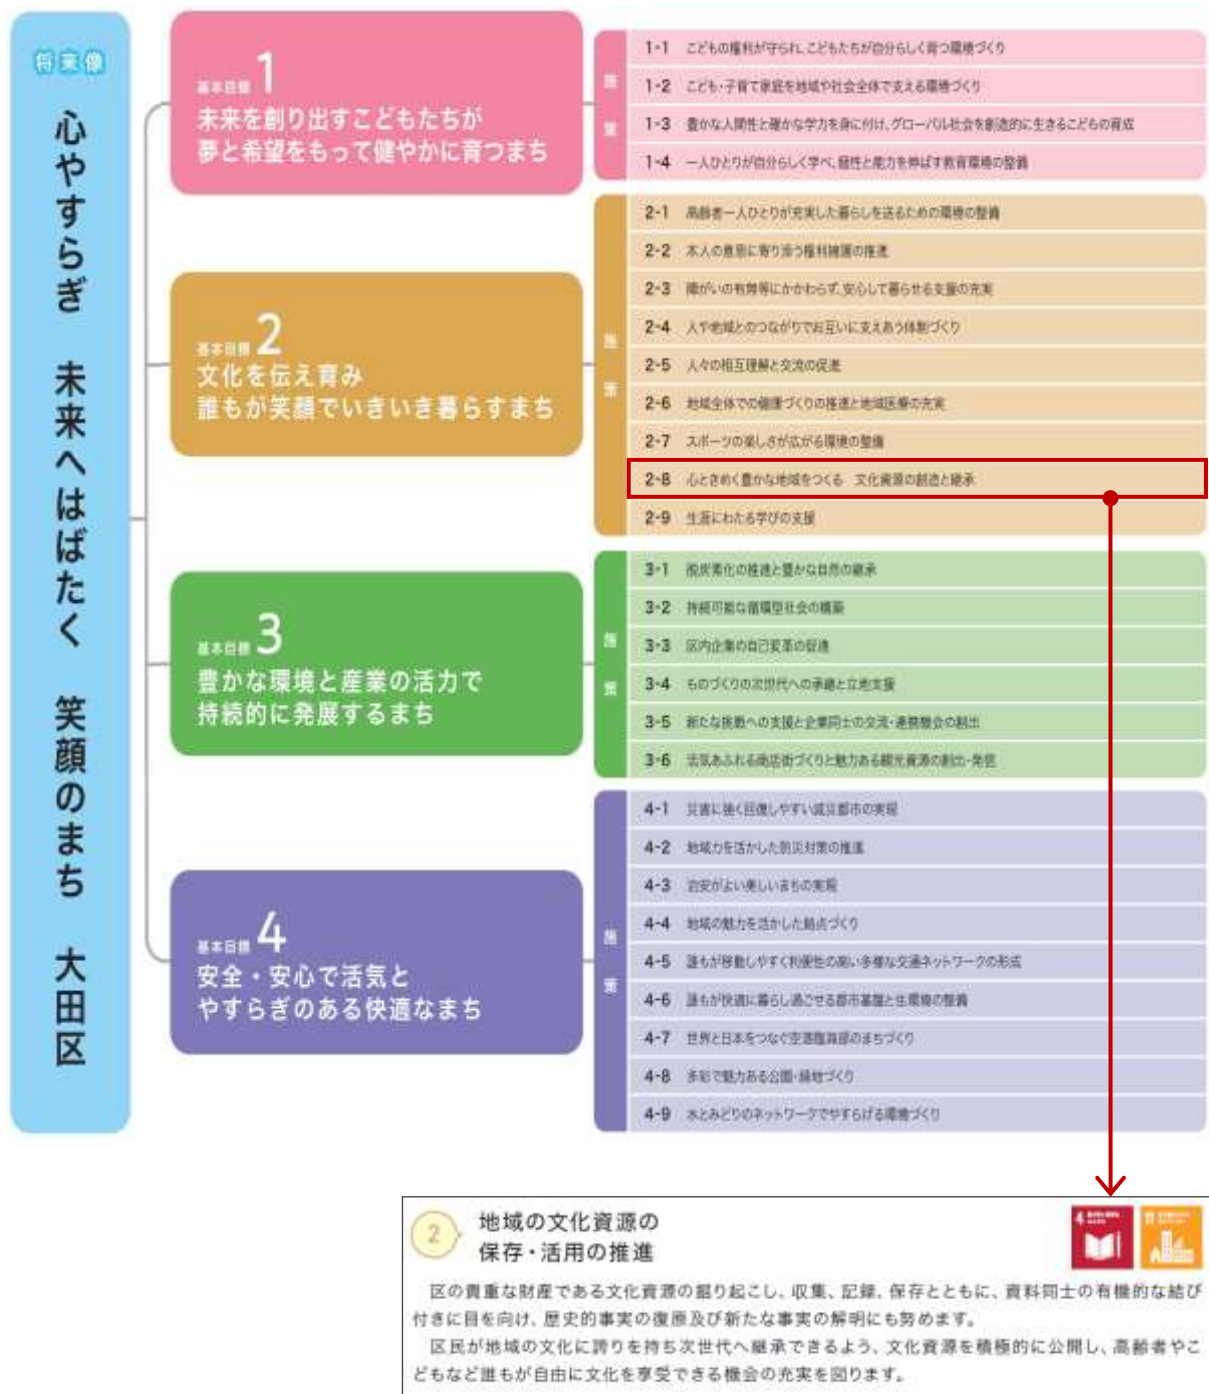 将来像
心やすらぎ 未来へはばたく 笑顔のまち 大田区
基本目標 1
未来を創り出すこどもたちが
夢と希望をもって健やかに育つまち
施策
1-1 こどもの権利が守られ、こどもたちが自分らしく育つ環境づくり
1-2 こども・子育て家庭を地域や社会全体で支える環境づくり
1-3 豊かな人間性と確かな学力を身に付け、グローバル社会を創造的に生きるこどもの育成
1-4 一人ひとりが自分らしく学べ、個性と能力を伸ばす教育環境の整備
基本目標 2
文化を伝え育み
誰もが笑顔でいきいき暮らすまち
施策
2-1 高齢者一人ひとりが充実した暮らしを送るための環境の整備
2-2 本人の意思に寄り添う権利擁護の推進
2-3 障がいの有無等にかかわらず、安心して暮らせる支援の充実
2-4 人や地域とのつながりでお互いに支えあう体制づくり
2-5 人々の相互理解と交流の促進
2-6 地域全体での健康づくりの推進と地域医療の充実
2-7 スポーツの楽しさが広がる環境の整備
2-8 心ときめく豊かな地域をつくる 文化資源の創造と継承
2-9 生涯にわたる学びの支援
基本目標 3
豊かな環境と産業の活力で
持続的に発展するまち
施策
3-1 脱炭素化の推進と豊かな自然の継承
3-2 持続可能な循環型社会の構築
3-3 区内企業の自己変革の促進
3-4 ものづくりの次世代への承継と立地支援
3-5 新たな挑戦への支援と企業同士の交流・連携機会の創出
3-6 活気あふれる商店街づくりと魅力ある観光資源の創出・発信
基本目標 4
安全・安心で活気と
やすらぎのある快適なまち
施策
4-1 災害に強く回復しやすい減災都市の実現
4-2 地域力を活かした防災対策の推進
4-3 治安がよい美しいまちの実現
4-4 地域の魅力を活かした拠点づくり
4-5 誰もが移動しやすく利便性の高い多様な交通ネットワークの形成
4-6 誰もが快適に暮らし過ごせる都市基盤と住環境の整備
4-7 世界と日本をつなぐ空港臨海部のまちづくり
4-8 多彩で魅力ある公園・緑地づくり
4-9 水とみどりのネットワークでやすらげる環境づくり
2
地域の文化資源の
保存・活用の推進
4
11
区の貴重な財産である文化資源の掘り起こし、収集、記録、保存とともに、資料同士の有機的な結び
付きに目を向け、歴史的事実の復原及び新たな事実の解明にも努めます。
区民が地域の文化に誇りを持ち次世代へ継承できるよう、文化資源を積極的に公開し、高齢者やこ
どもなど誰もが自由に文化を享受できる機会の充実を図ります。